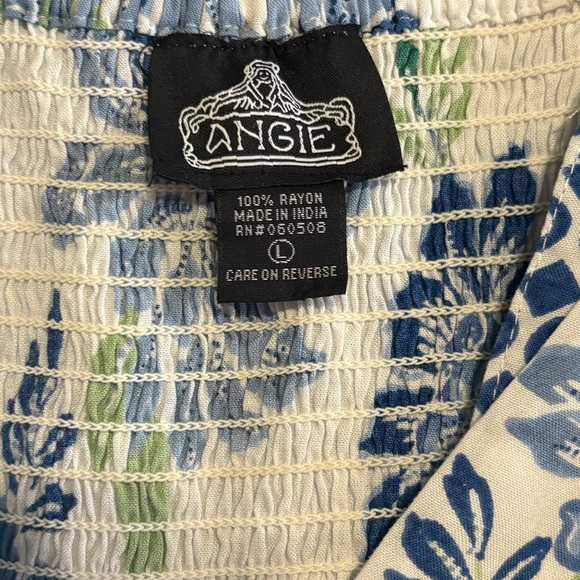 ANGIE
100% RAYON
MADE IN INDIA
RN#060508
L
CARE ON REVERSE